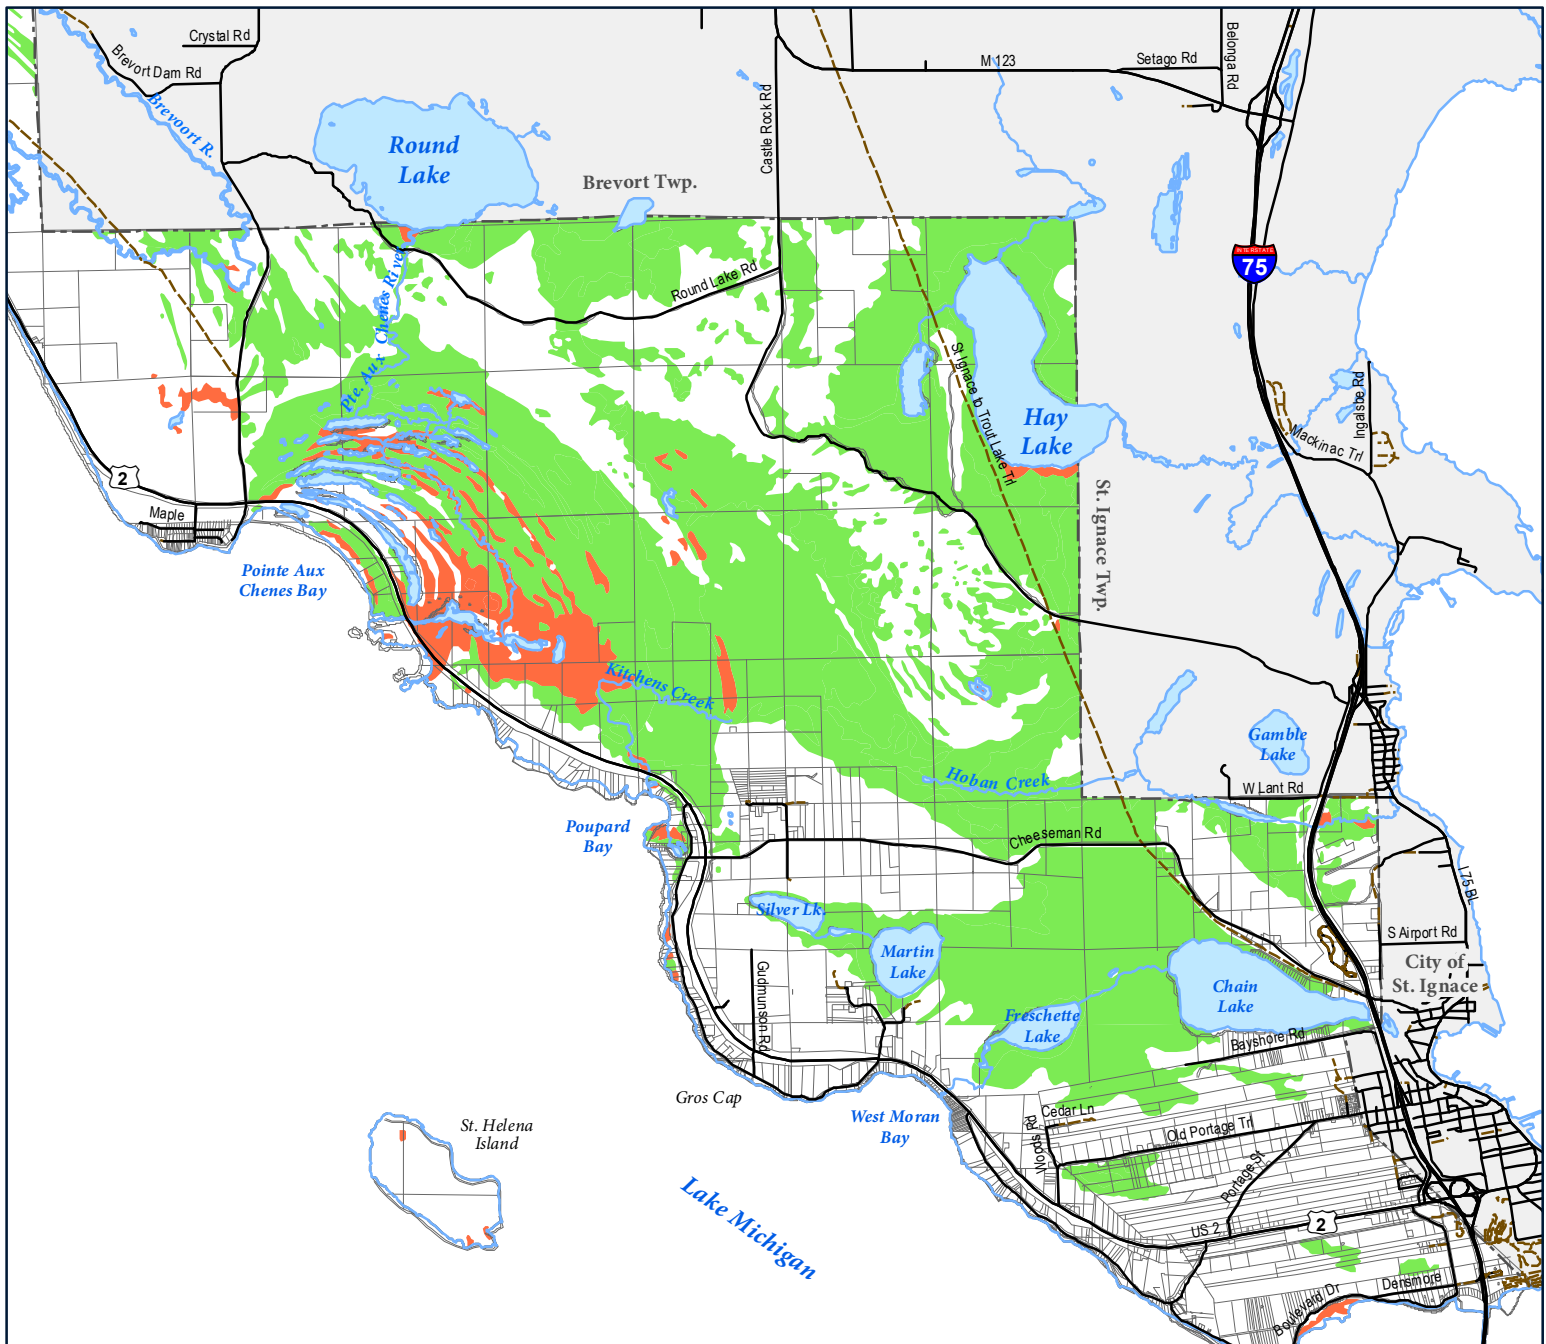 Crystal Rd
Brevort Dam Rd
Brevoort R.
Round
Lake
Brevort Twp.
Castle Rock Rd
M 123
Setago Rd
Belonga Rd
INTERSTATE
75
Round Lake Rd
Pte. Aux Chenes River
St Ignace to Trout Lake Trl
Hay
Lake
Ingalsbe Rd
Mackinac Trl
St. Ignace Twp.
2
Maple
Pointe Aux
Chenes Bay
Kitchens Creek
Hoban Creek
Gamble
Lake
W Lant Rd
Poupard
Bay
Cheeseman Rd
I 75 BL
Silver Lk.
Martin
Lake
S Airport Rd
City of
St. Ignace
Chain
Lake
Gudmunson Rd
Freschette
Lake
Bayshore Rd
Gros Cap
West Moran
Bay
Cedar Ln
Woods Rd
Old Portage Trl
Portage St
St. Helena
Island
Lake Michigan
US 2
2
Densmore
Boulevard Dr